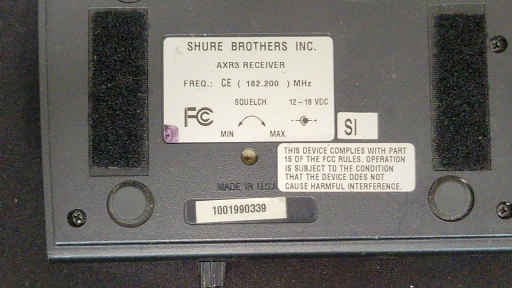 SHURE BROTHERS INC.
AXR3 RECEIVER
FREQ.: CE ( 182.200 ) MHz
SQUELCH 12–18 VDC
FCC
MIN MAX
SI
THIS DEVICE COMPLIES WITH PART
15 OF THE FCC RULES. OPERATION
IS SUBJECT TO THE CONDITION
THAT THE DEVICE DOES NOT
CAUSE HARMFUL INTERFERENCE.
MADE IN U.S.A.
1001990339